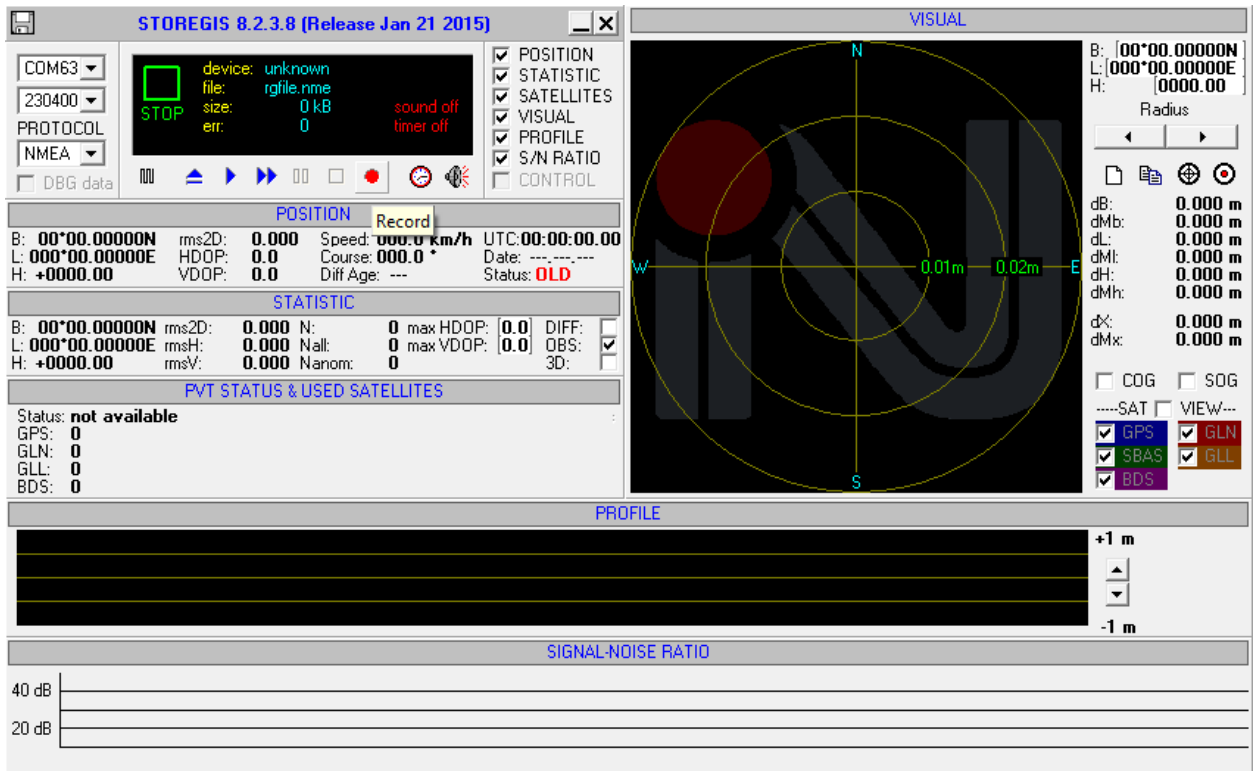 STOREGIS 8.2.3.8 (Release Jan 21 2015)
COM63
230400
PROTOCOL
NMEA
DBG data
STOP
device: unknown
file: rgfile.nme
size: 0 kB
err: 0
sound off
timer off
POSITION
STATISTIC
SATELLITES
VISUAL
PROFILE
S/N RATIO
CONTROL
Record
POSITION
B: 00°00.00000N rms2D: 0.000 Speed: 000.0 km/h UTC:00:00:00.00
L: 000°00.00000E HDOP: 0.0 Course: 000.0 ° Date: ---.---.---
H: +0000.00 VDOP: 0.0 Diff Age: --- Status: OLD
STATISTIC
B: 00°00.00000N rms2D: 0.000 N: 0 max HDOP: [0.0] DIFF:
L: 000°00.00000E rmsH: 0.000 Nall: 0 max VDOP: [0.0] OBS:
H: +0000.00 rmsV: 0.000 Nanom: 0 3D:
PVT STATUS & USED SATELLITES
Status: not available :
GPS: 0
GLN: 0
GLL: 0
BDS: 0
VISUAL
N
W
0.01m
0.02m
E
S
B: [00°00.00000N]
L:[000°00.00000E]
H: [0000.00]
Radius
dB: 0.000 m
dMb: 0.000 m
dL: 0.000 m
dMl: 0.000 m
dH: 0.000 m
dMh: 0.000 m
dX: 0.000 m
dMx: 0.000 m
COG SOG
----SAT VIEW---
GPS GLN
SBAS GLL
BDS
PROFILE
+1 m
-1 m
SIGNAL-NOISE RATIO
40 dB
20 dB